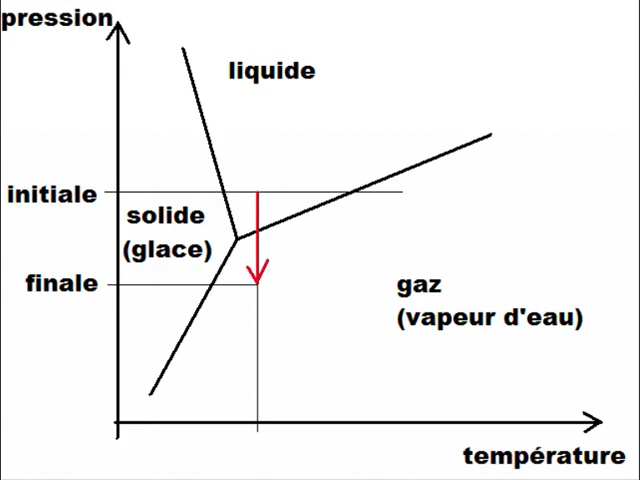 pression
liquide
initiale
solide
(glace)
finale
gaz
(vapeur d'eau)
température